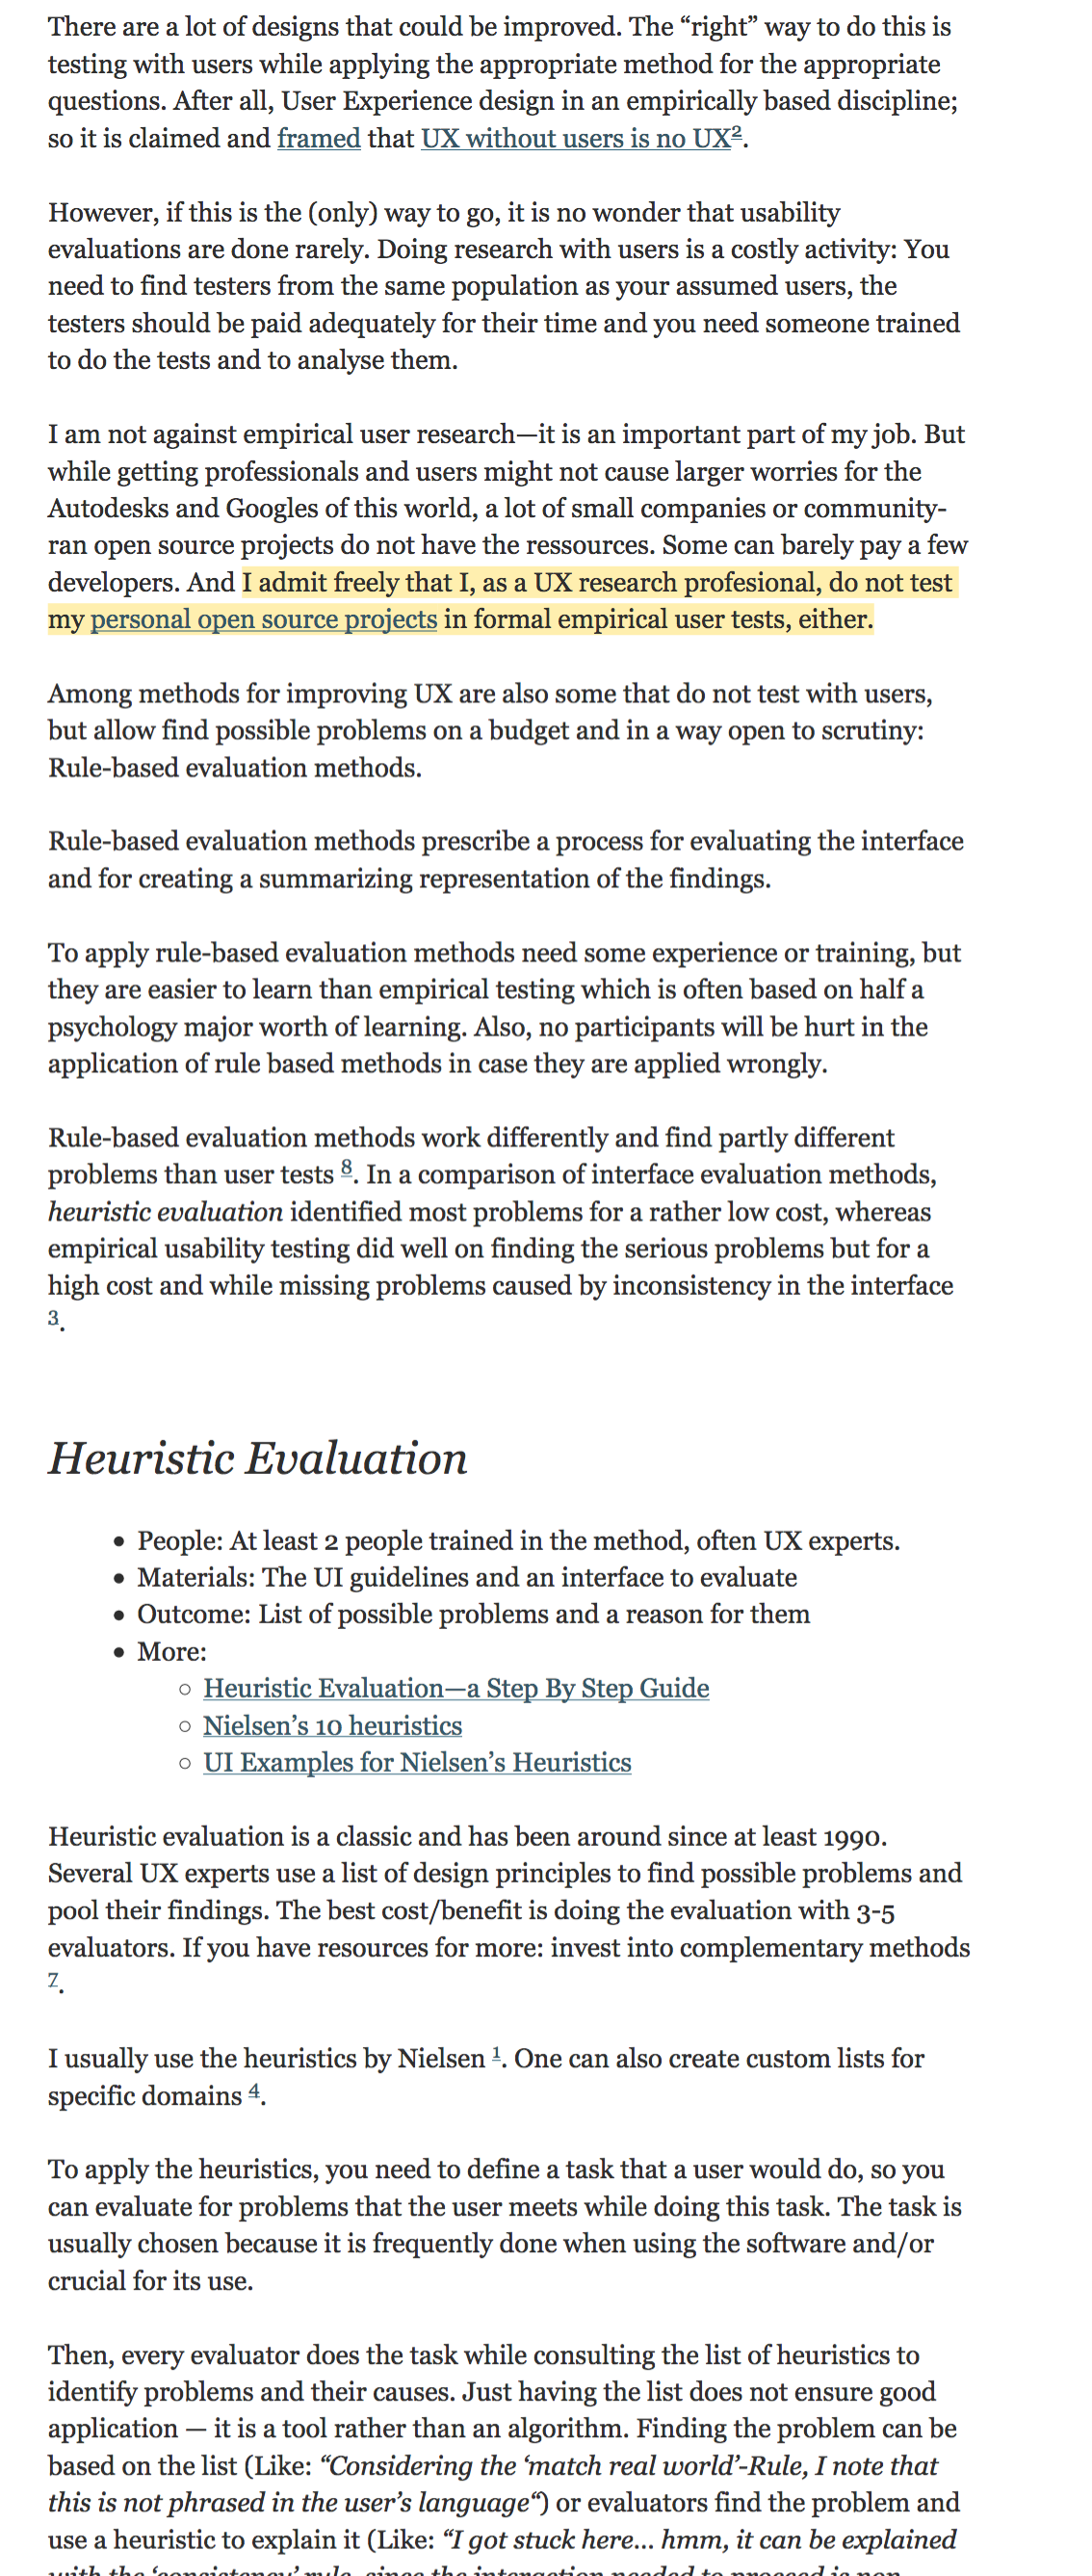 There are a lot of designs that could be improved. The “right” way to do this is
testing with users while applying the appropriate method for the appropriate
questions. After all, User Experience design in an empirically based discipline;
so it is claimed and framed that UX without users is no UX2.
However, if this is the (only) way to go, it is no wonder that usability
evaluations are done rarely. Doing research with users is a costly activity: You
need to find testers from the same population as your assumed users, the
testers should be paid adequately for their time and you need someone trained
to do the tests and to analyse them.
I am not against empirical user research—it is an important part of my job. But
while getting professionals and users might not cause larger worries for the
Autodesks and Googles of this world, a lot of small companies or community-
ran open source projects do not have the ressources. Some can barely pay a few
developers. And I admit freely that I, as a UX research profesional, do not test
my personal open source projects in formal empirical user tests, either.
Among methods for improving UX are also some that do not test with users,
but allow find possible problems on a budget and in a way open to scrutiny:
Rule-based evaluation methods.
Rule-based evaluation methods prescribe a process for evaluating the interface
and for creating a summarizing representation of the findings.
To apply rule-based evaluation methods need some experience or training, but
they are easier to learn than empirical testing which is often based on half a
psychology major worth of learning. Also, no participants will be hurt in the
application of rule based methods in case they are applied wrongly.
Rule-based evaluation methods work differently and find partly different
problems than user tests 8. In a comparison of interface evaluation methods,
heuristic evaluation identified most problems for a rather low cost, whereas
empirical usability testing did well on finding the serious problems but for a
high cost and while missing problems caused by inconsistency in the interface
3.
Heuristic Evaluation
• People: At least 2 people trained in the method, often UX experts.
• Materials: The UI guidelines and an interface to evaluate
• Outcome: List of possible problems and a reason for them
• More:
○ Heuristic Evaluation—a Step By Step Guide
○ Nielsen’s 10 heuristics
○ UI Examples for Nielsen’s Heuristics
Heuristic evaluation is a classic and has been around since at least 1990.
Several UX experts use a list of design principles to find possible problems and
pool their findings. The best cost/benefit is doing the evaluation with 3-5
evaluators. If you have resources for more: invest into complementary methods
7.
I usually use the heuristics by Nielsen 1. One can also create custom lists for
specific domains 4.
To apply the heuristics, you need to define a task that a user would do, so you
can evaluate for problems that the user meets while doing this task. The task is
usually chosen because it is frequently done when using the software and/or
crucial for its use.
Then, every evaluator does the task while consulting the list of heuristics to
identify problems and their causes. Just having the list does not ensure good
application — it is a tool rather than an algorithm. Finding the problem can be
based on the list (Like: “Considering the ‘match real world’-Rule, I note that
this is not phrased in the user’s language“) or evaluators find the problem and
use a heuristic to explain it (Like: “I got stuck here… hmm, it can be explained
with the ‘consistency’ rule, since the interaction needed to proceed is non-